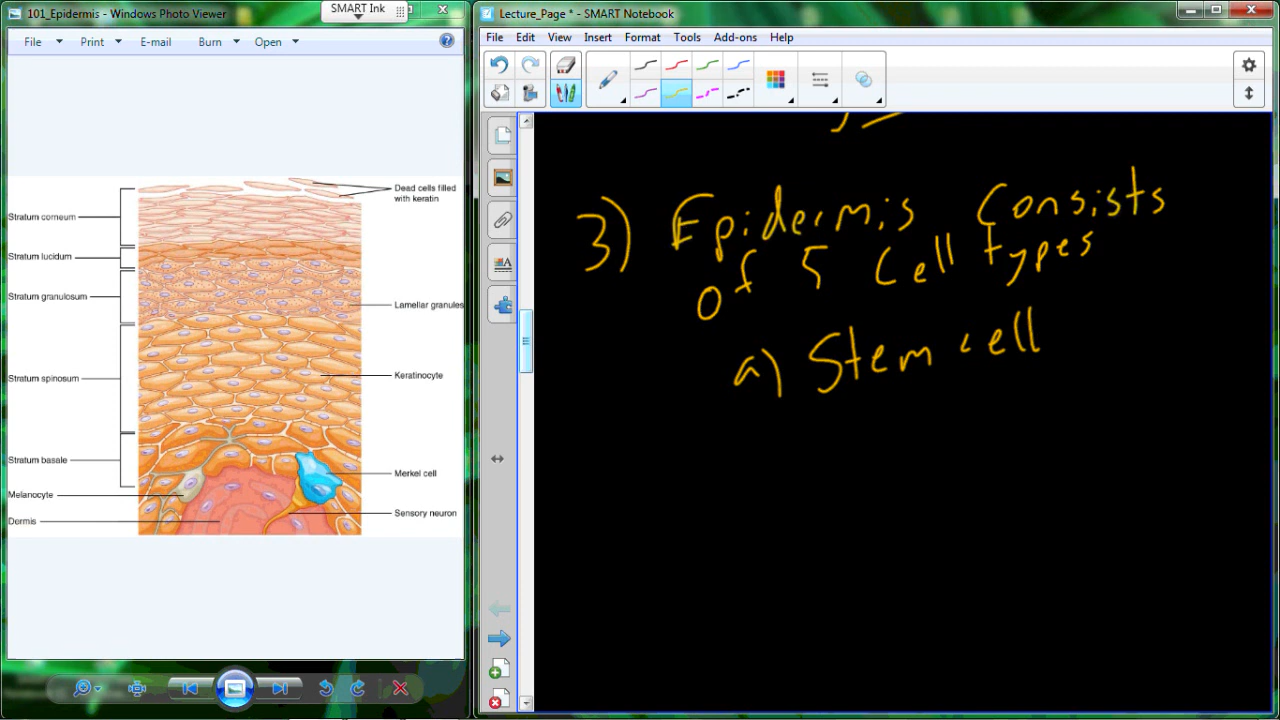 101_Epidermis - Windows Photo Viewer
SMART Ink
File Print E-mail Burn Open
Stratum corneum
Stratum lucidum
Stratum granulosum
Stratum spinosum
Stratum basale
Melanocyte
Dermis
Dead cells filled
with keratin
Lamellar granules
Keratinocyte
Merkel cell
Sensory neuron
Lecture_Page * - SMART Notebook
File Edit View Insert Format Tools Add-ons Help
3) Epidermis Consists
of 5 Cell types
a) Stem cell